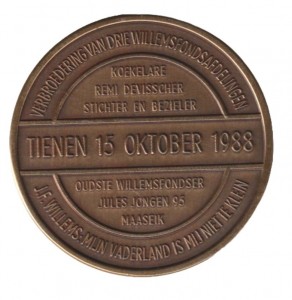 VERBROEDERING VAN DRIE WILLEMSFONDSAFDELINGEN
KOEKELARE
REMI DEVISSCHER
STICHTER EN BEZIELER
TIENEN 15 OKTOBER 1988
OUDSTE WILLEMSFONDSER
JULES JONGEN 95
MAASEIK
J.F. WILLEMS: MIJN VADERLAND IS MIJ NIET TE KLEIN